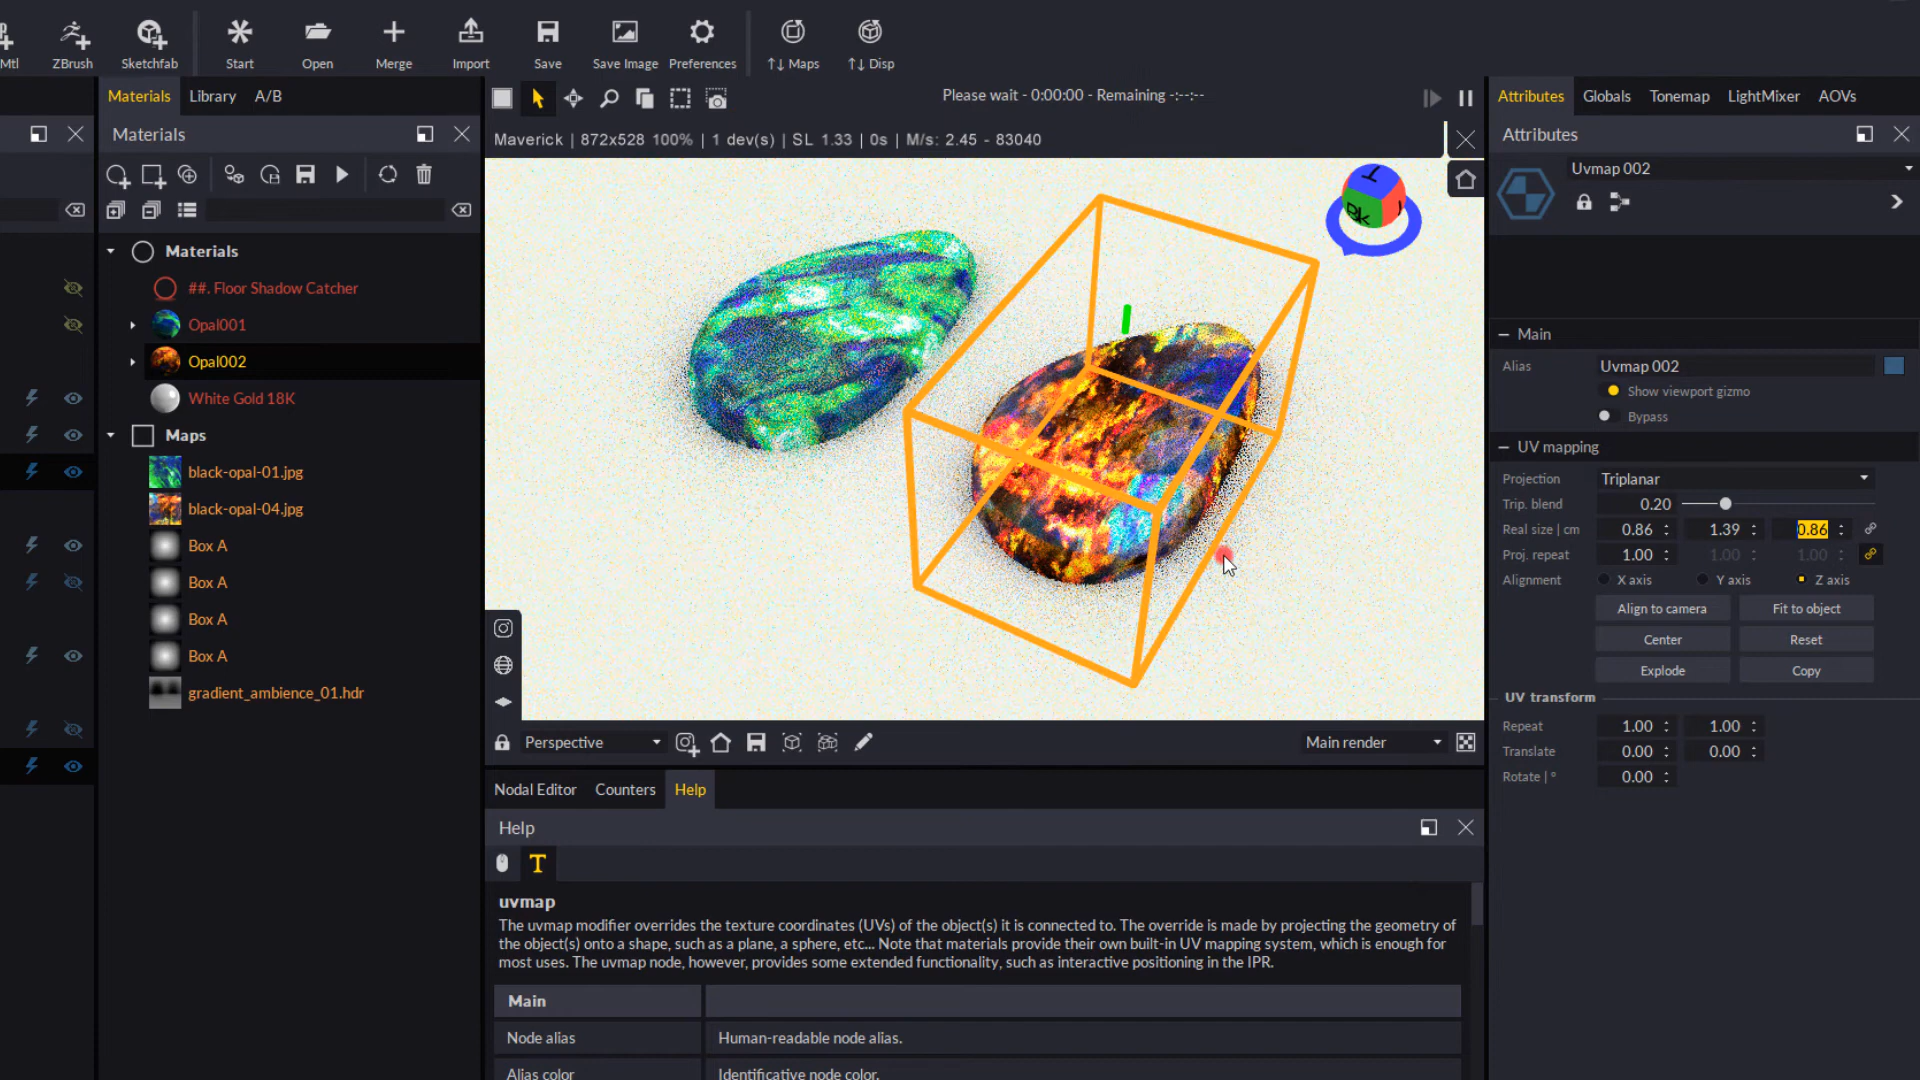 Mtl
ZBrush
Sketchfab
Start
Open
Merge
Import
Save
Save Image
Preferences
↑↓ Maps
↑↓ Disp
Materials Library A/B
Materials
Materials
##. Floor Shadow Catcher
Opal001
Opal002
White Gold 18K
Maps
black-opal-01.jpg
black-opal-04.jpg
Box A
Box A
Box A
Box A
gradient_ambience_01.hdr
Please wait - 0:00:00 - Remaining -:--:--
Maverick | 872x528 100% | 1 dev(s) | SL 1.33 | 0s | M/s: 2.45 - 83040
Bk
Perspective
Main render
Nodal Editor Counters Help
Help
T
uvmap
The uvmap modifier overrides the texture coordinates (UVs) of the object(s) it is connected to. The override is made by projecting the geometry of
the object(s) onto a shape, such as a plane, a sphere, etc... Note that materials provide their own built-in UV mapping system, which is enough for
most uses. The uvmap node, however, provides some extended functionality, such as interactive positioning in the IPR.
Main
Node alias Human-readable node alias.
Alias color Identificative node color.
Attributes Globals Tonemap LightMixer AOVs
Attributes
Uvmap 002
Main
Alias Uvmap 002
Show viewport gizmo
Bypass
UV mapping
Projection Triplanar
Trip. blend 0.20
Real size | cm 0.86 1.39 0.86
Proj. repeat 1.00 1.00 1.00
Alignment X axis Y axis Z axis
Align to camera Fit to object
Center Reset
Explode Copy
UV transform
Repeat 1.00 1.00
Translate 0.00 0.00
Rotate | ° 0.00